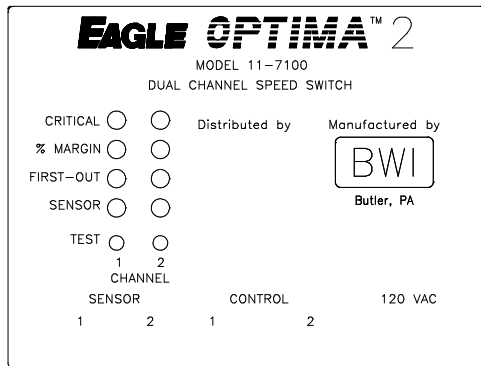 EAGLE OPTIMA™ 2
MODEL 11-7100
DUAL CHANNEL SPEED SWITCH
CRITICAL
% MARGIN
FIRST-OUT
SENSOR
TEST
1 2
CHANNEL
Distributed by
Manufactured by
BWI
Butler, PA
SENSOR CONTROL 120 VAC
1 2 1 2